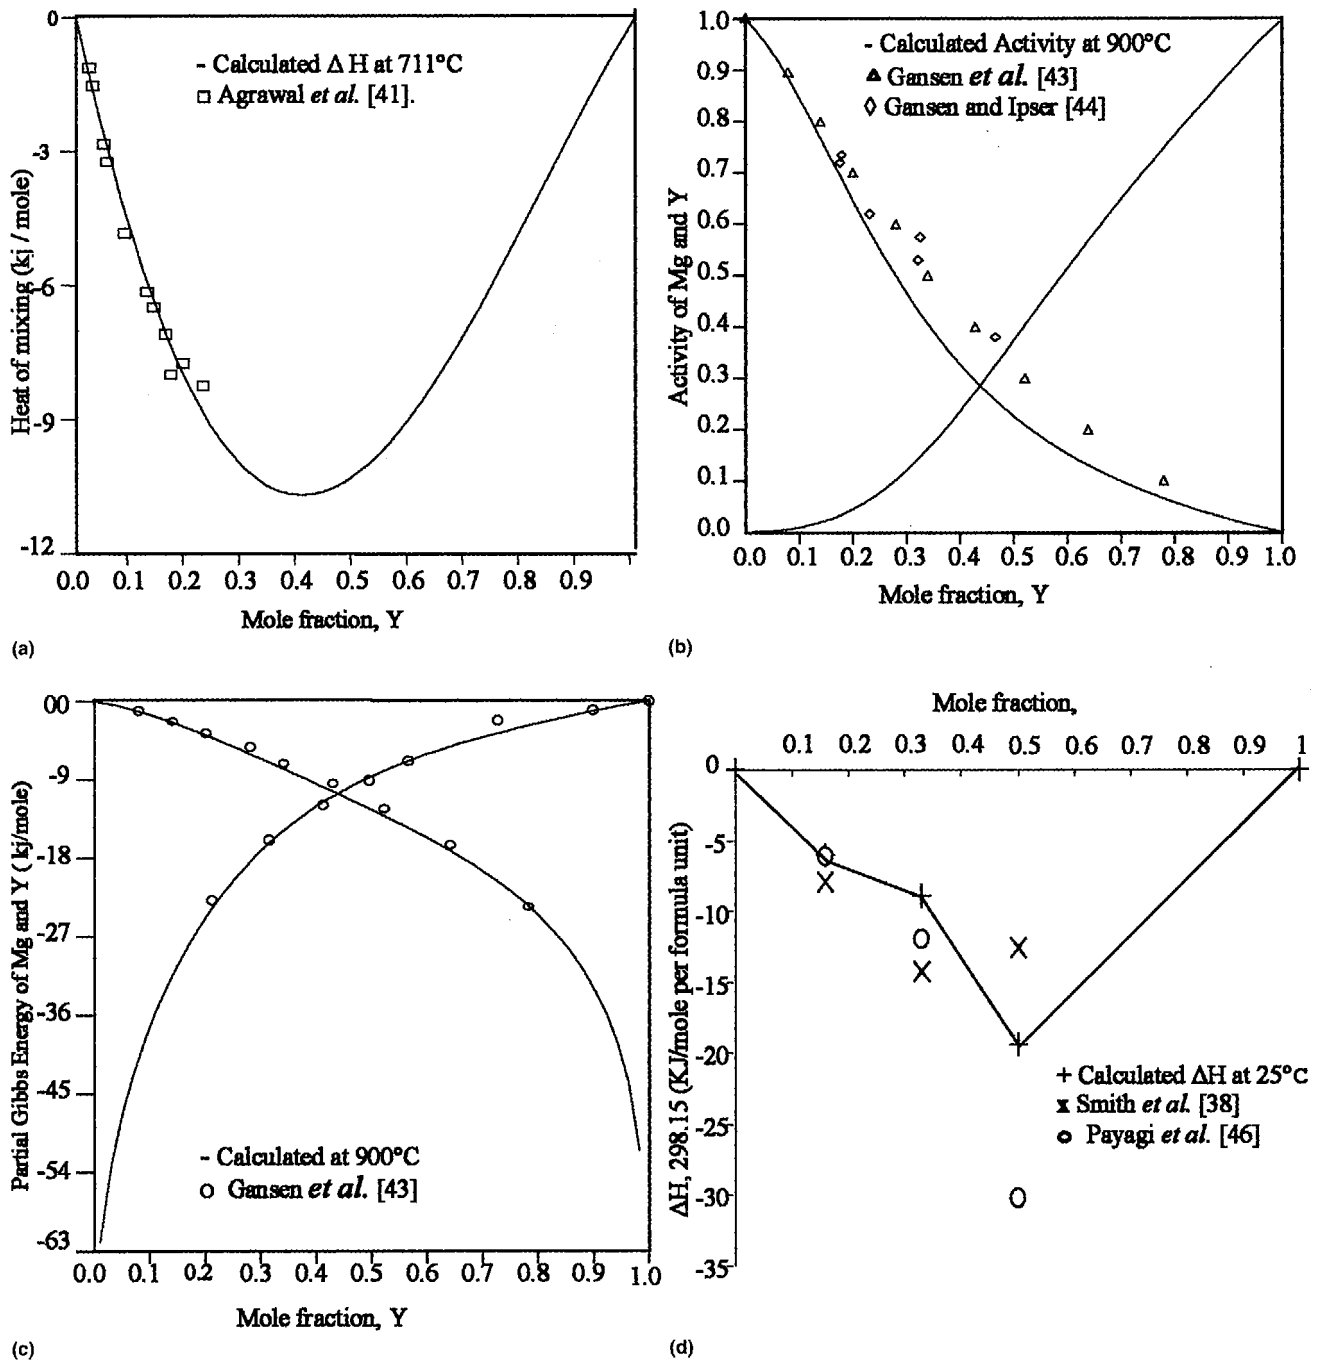 0
-3
-6
-9
-12
Heat of mixing (kj / mole)
- Calculated Δ H at 711°C
□ Agrawal et al. [41].
0.0 0.1 0.2 0.3 0.4 0.5 0.6 0.7 0.8 0.9
Mole fraction, Y
(a)
1.0
0.9
0.8
0.7
0.6
0.5
0.4
0.3
0.2
0.1
0.0
Activity of Mg and Y
- Calculated Activity at 900°C
△ Gansen et al. [43]
◇ Gansen and Ipser [44]
0.0 0.1 0.2 0.3 0.4 0.5 0.6 0.7 0.8 0.9 1.0
Mole fraction, Y
(b)
00
-9
-18
-27
-36
-45
-54
-63
Partial Gibbs Energy of Mg and Y ( kj/mole)
- Calculated at 900°C
○ Gansen et al. [43]
0.0 0.1 0.2 0.3 0.4 0.5 0.6 0.7 0.8 0.9 1.0
Mole fraction, Y
(c)
Mole fraction,
0.1 0.2 0.3 0.4 0.5 0.6 0.7 0.8 0.9 1
0
-5
-10
-15
-20
-25
-30
-35
ΔH, 298.15 (KJ/mole per formula unit)
+ Calculated ΔH at 25°C
x Smith et al. [38]
o Payagi et al. [46]
(d)